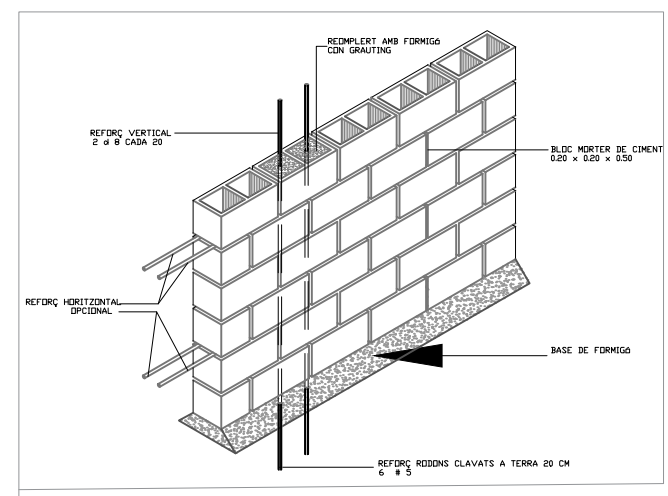 REOMPLERT AMB FORMIGó
CON GRAUTING
REFORÇ VERTICAL
2 d 8 CADA 20
BLOC MORTER DE CIMENT
0.20 x 0.20 x 0.50
REFORÇ HORITZONTAL
OPCIONAL
BASE DE FORMIGó
REFORÇ RODONS CLAVATS A TERRA 20 CM
6 # 5